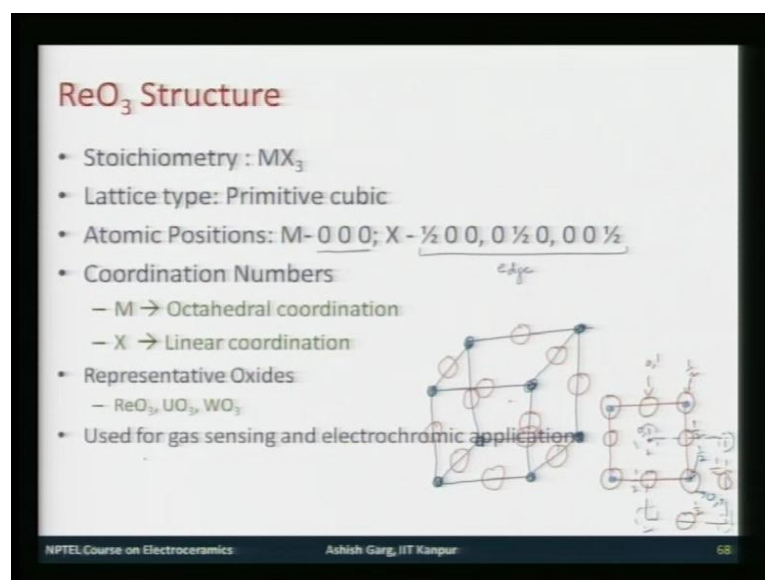 ReO₃ Structure
• Stoichiometry : MX₃
• Lattice type: Primitive cubic
• Atomic Positions: M- 0 0 0; X - ½ 0 0, 0 ½ 0, 0 0 ½
edge
• Coordination Numbers
– M → Octahedral coordination
– X → Linear coordination
• Representative Oxides
– ReO₃, UO₃, WO₃
• Used for gas sensing and electrochromic applications
NPTEL Course on Electroceramics
Ashish Garg, IIT Kanpur
68